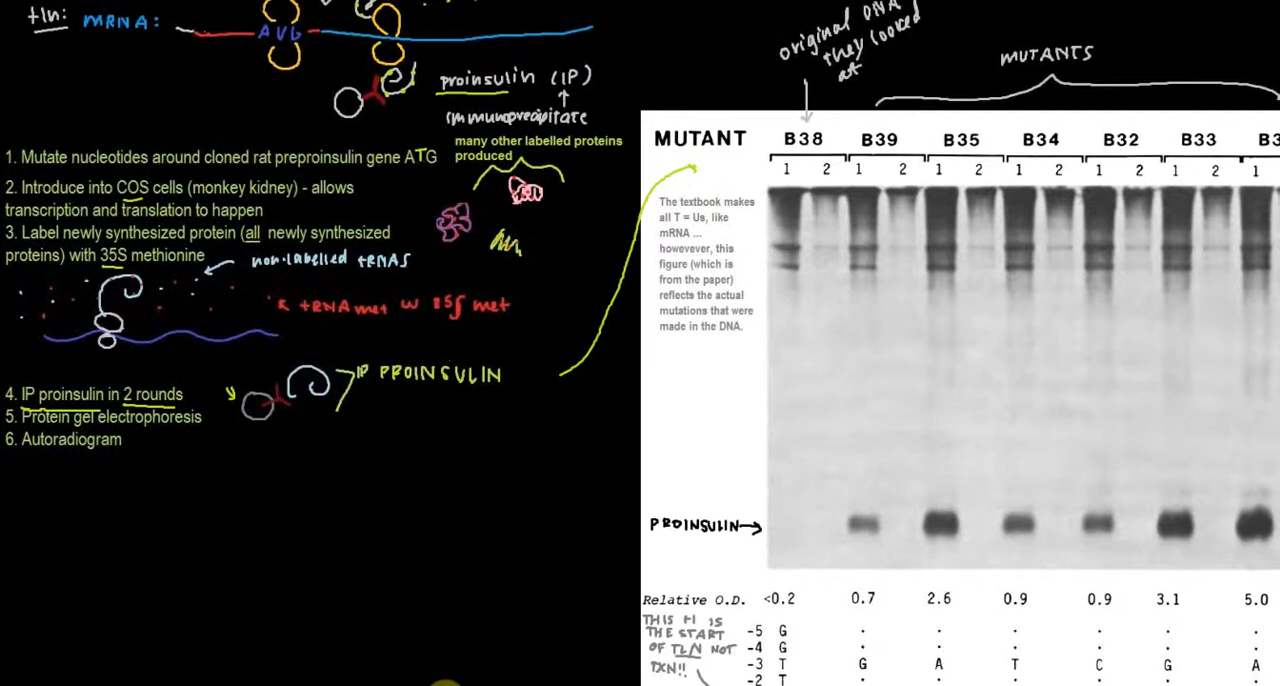 tln: mRNA:
AUG
proinsulin (IP)
immunoprecipitate
many other labelled proteins
produced
1. Mutate nucleotides around cloned rat preproinsulin gene ATG
2. Introduce into COS cells (monkey kidney) - allows
transcription and translation to happen
3. Label newly synthesized protein (all newly synthesized
proteins) with 35S methionine
non-labelled tRNAs
tRNA met w 35S met
IP PROINSULIN
4. IP proinsulin in 2 rounds
5. Protein gel electrophoresis
6. Autoradiogram
original DNA
they looked
at
MUTANTS
MUTANT B38 B39 B35 B34 B32 B33 B3
1 2 1 2 1 2 1 2 1 2 1 2 1
The textbook makes
all T = Us, like
mRNA ...
howevever, this
figure (which is
from the paper)
reflects the actual
mutations that were
made in the DNA.
PROINSULIN
Relative O.D. <0.2 0.7 2.6 0.9 0.9 3.1 5.0
THIS +1 IS
THE START
OF TLN NOT
TXN!!
-5 G . . . . . .
-4 G . . . . . .
-3 T G A T C G A
-2 T . . . . . .